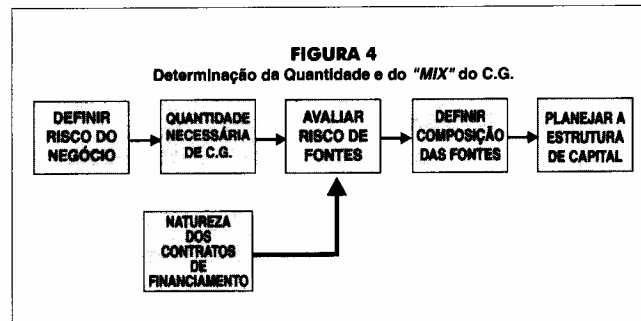 FIGURA 4
Determinação da Quantidade e do "MIX" do C.G.
DEFINIR
RISCO DO
NEGÓCIO
QUANTIDADE
NECESSÁRIA
DE C.G.
AVALIAR
RISCO DE
FONTES
DEFINIR
COMPOSIÇÃO
DAS FONTES
PLANEJAR A
ESTRUTURA
DE CAPITAL
NATUREZA
DOS
CONTRATOS
DE
FINANCIAMENTO